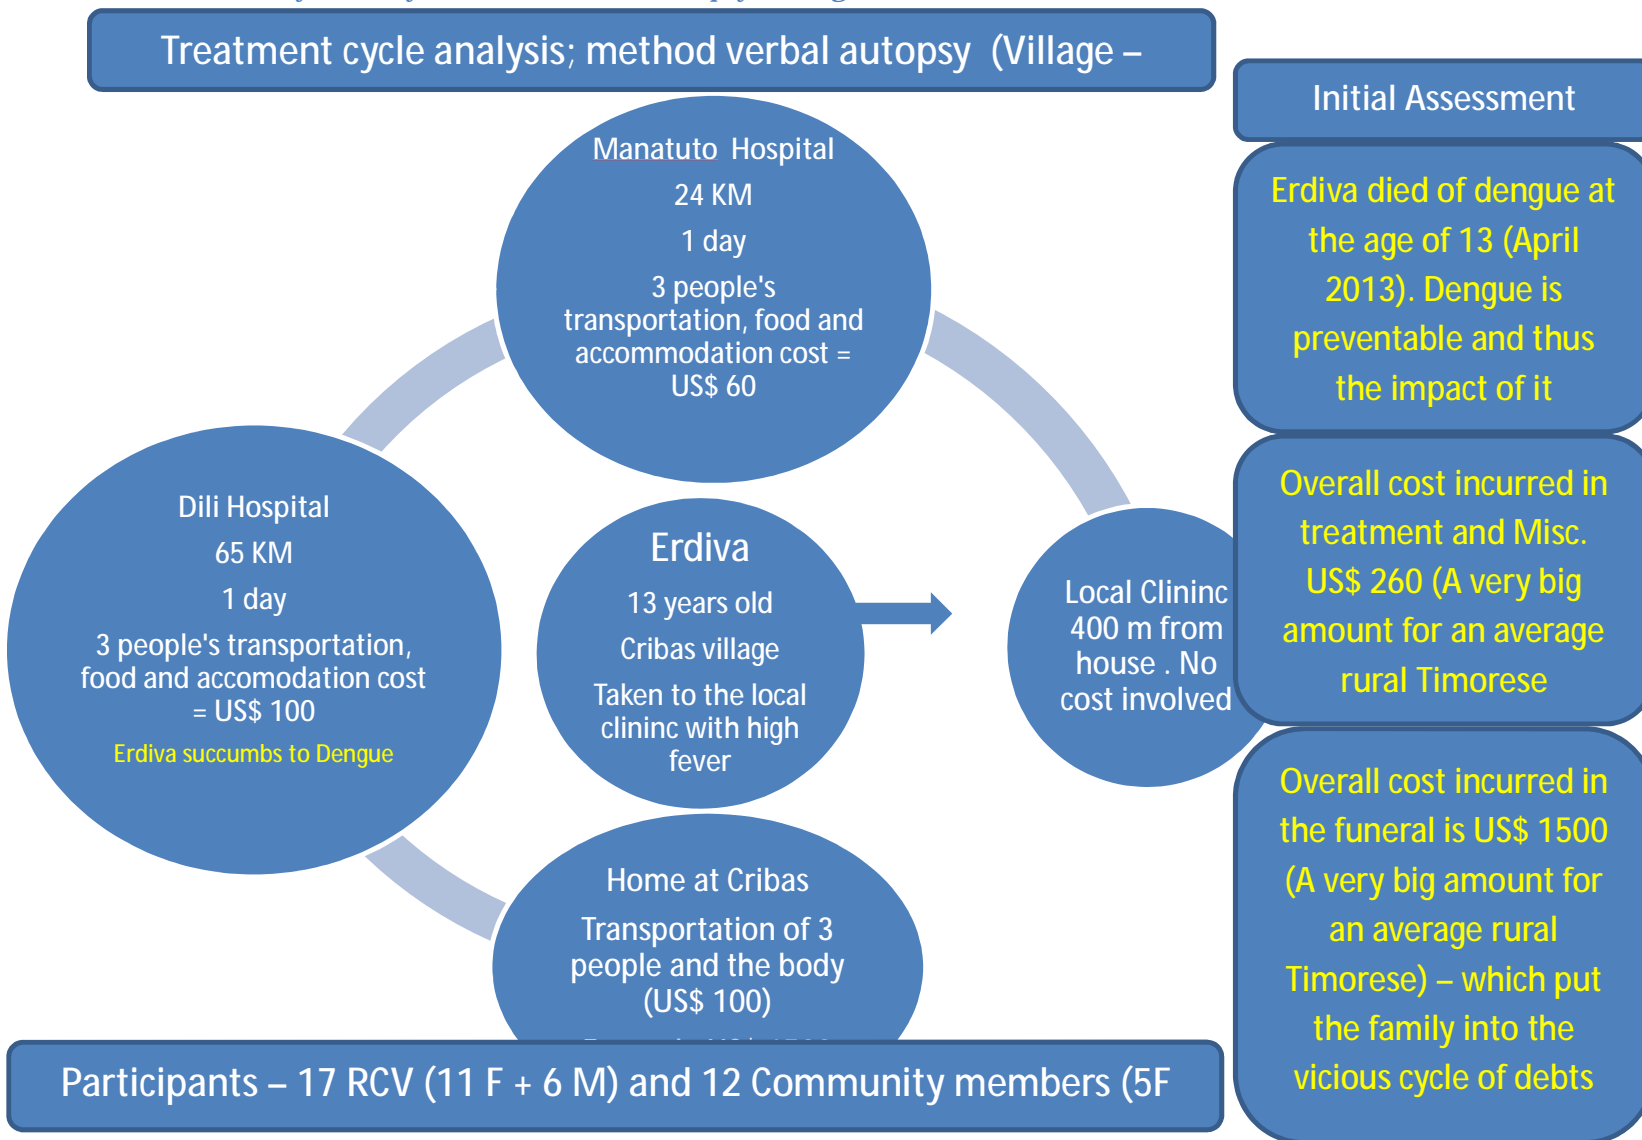 Treatment cycle analysis; method verbal autopsy (Village –
Manatuto Hospital
24 KM
1 day
3 people's
transportation, food and
accommodation cost =
US$ 60
Dili Hospital
65 KM
1 day
3 people's transportation,
food and accomodation cost
= US$ 100
Erdiva succumbs to Dengue
Erdiva
13 years old
Cribas village
Taken to the local
clininc with high
fever
Local Clininc
400 m from
house . No
cost involved
Home at Cribas
Transportation of 3
people and the body
(US$ 100)
Participants – 17 RCV (11 F + 6 M) and 12 Community members (5F
Initial Assessment
Erdiva died of dengue at
the age of 13 (April
2013). Dengue is
preventable and thus
the impact of it
Overall cost incurred in
treatment and Misc.
US$ 260 (A very big
amount for an average
rural Timorese
Overall cost incurred in
the funeral is US$ 1500
(A very big amount for
an average rural
Timorese) – which put
the family into the
vicious cycle of debts